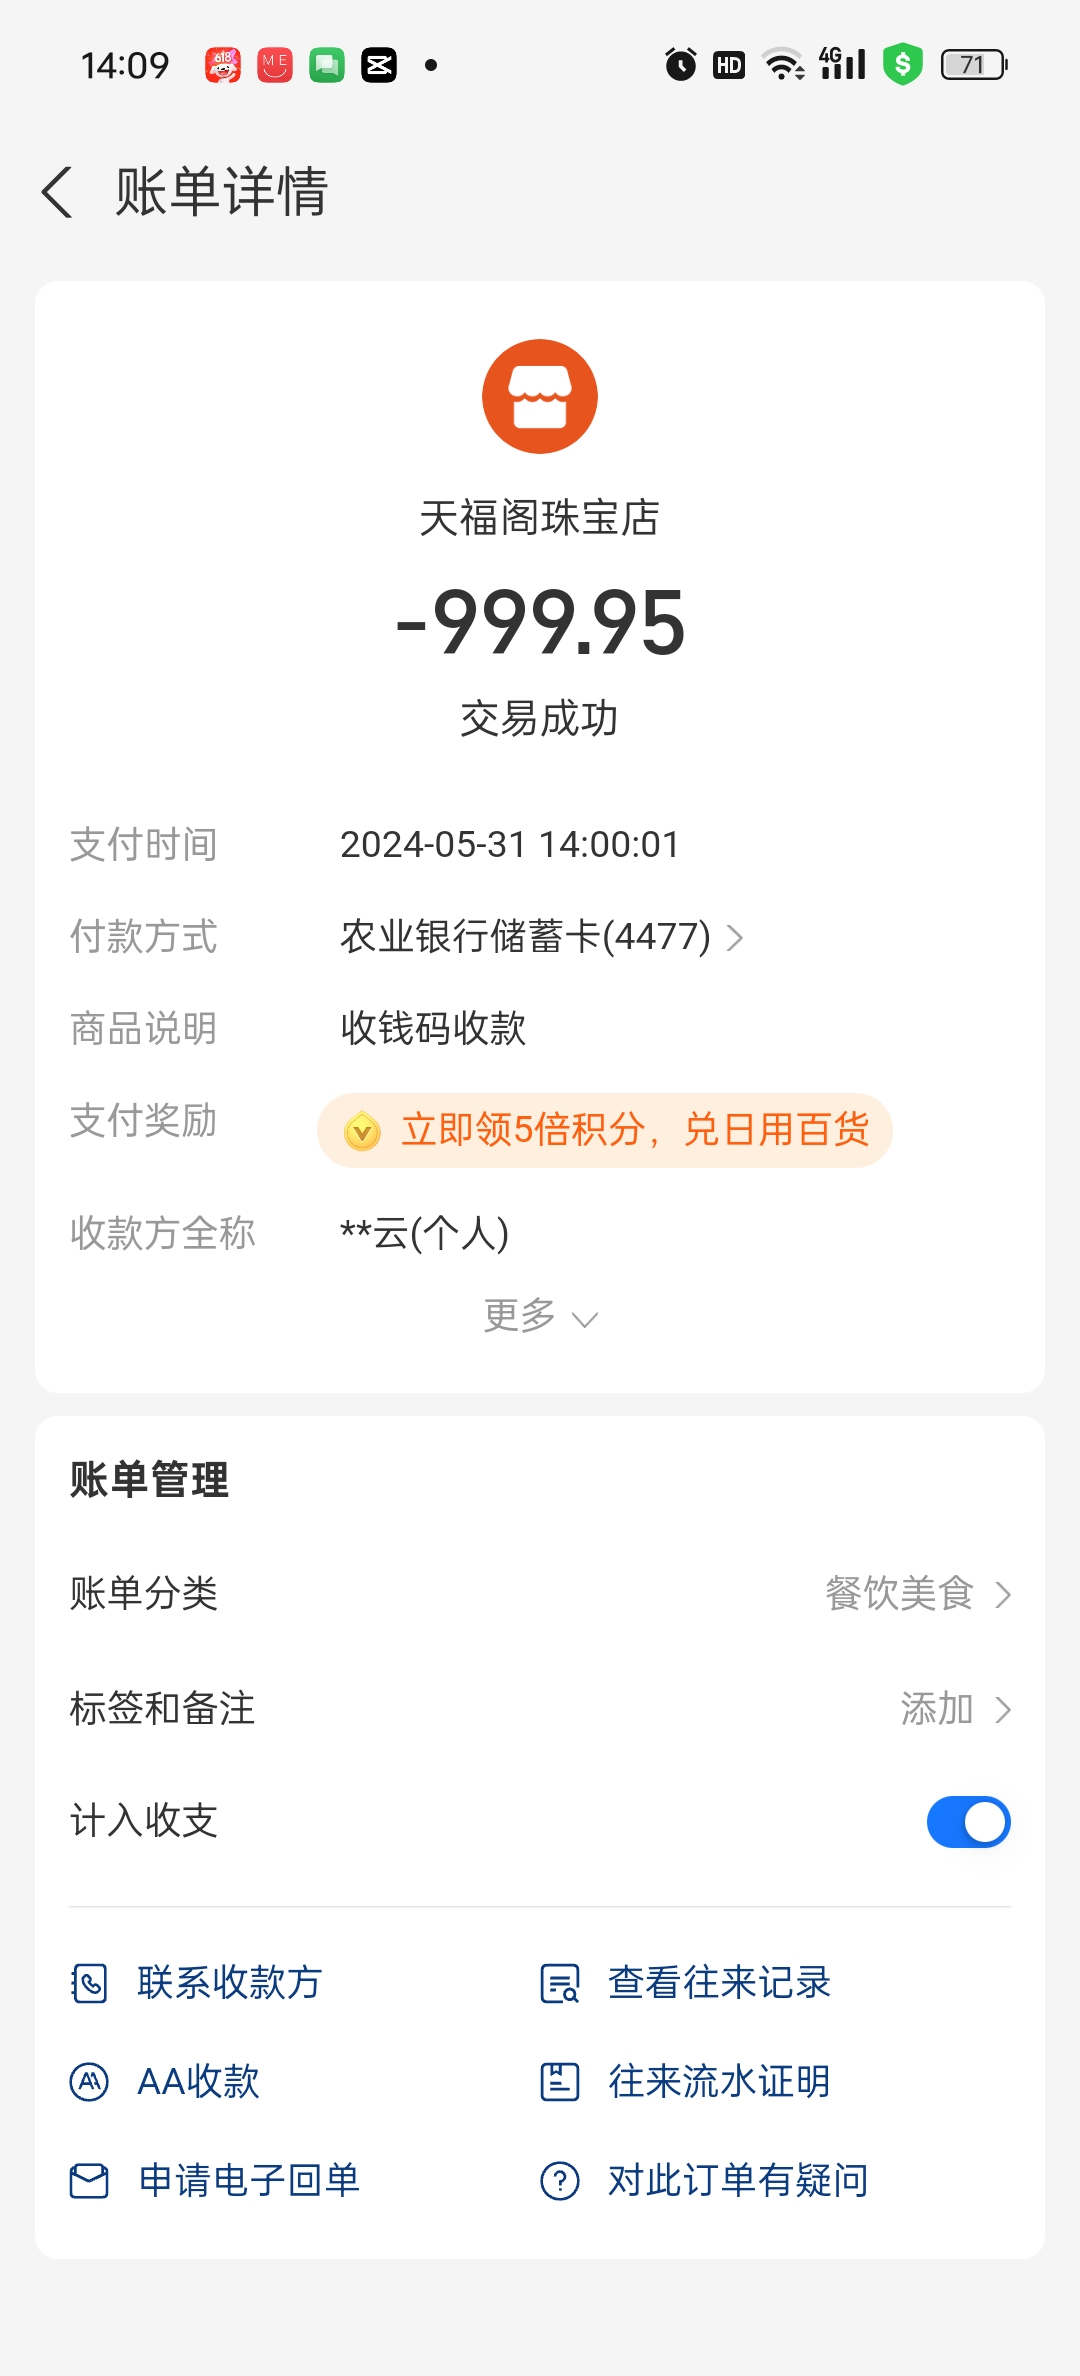 14:09
618
ME
HD
4G
71
账单详情
天福阁珠宝店
-999.95
交易成功
支付时间 2024-05-31 14:00:01
付款方式 农业银行储蓄卡(4477)
商品说明 收钱码收款
支付奖励 立即领5倍积分，兑日用百货
收款方全称 **云(个人)
更多
账单管理
账单分类 餐饮美食
标签和备注 添加
计入收支
联系收款方 查看往来记录
AA收款 往来流水证明
申请电子回单 对此订单有疑问